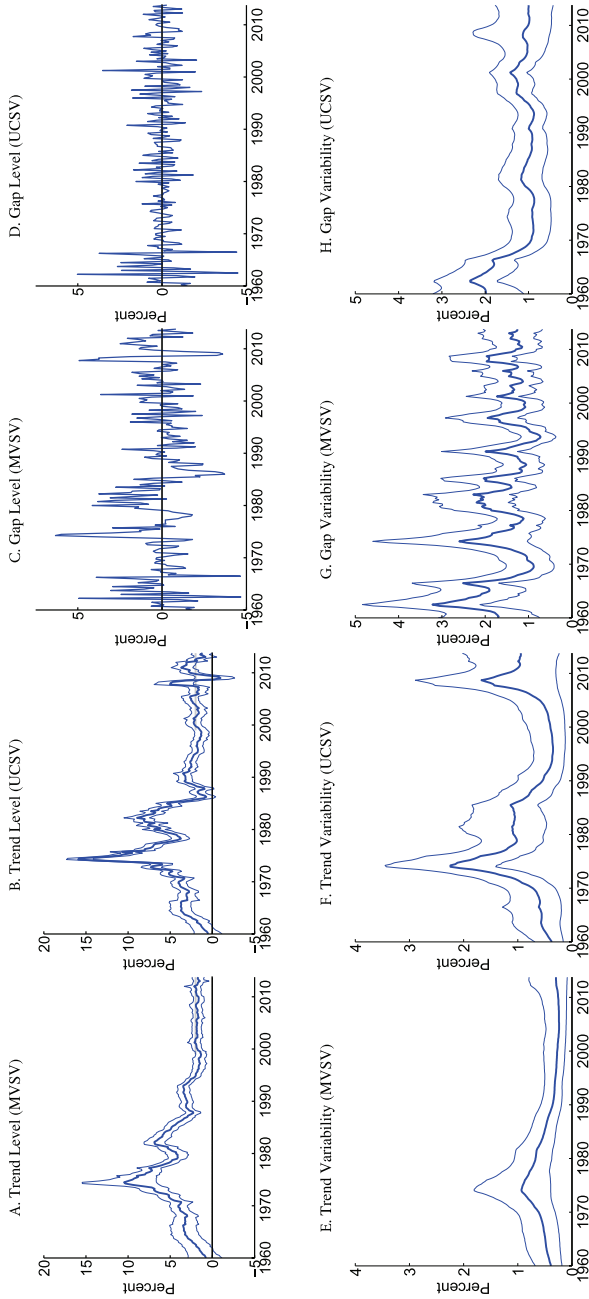 A. Trend Level (MVSV)
Percent
20
15
10
5
0
-5
1960 1970 1980 1990 2000 2010
B. Trend Level (UCSV)
Percent
20
15
10
5
0
-5
1960 1970 1980 1990 2000 2010
C. Gap Level (MVSV)
Percent
5
0
-5
1960 1970 1980 1990 2000 2010
D. Gap Level (UCSV)
Percent
5
0
-5
1960 1970 1980 1990 2000 2010
E. Trend Variability (MVSV)
Percent
4
3
2
1
0
1960 1970 1980 1990 2000 2010
F. Trend Variability (UCSV)
Percent
4
3
2
1
0
1960 1970 1980 1990 2000 2010
G. Gap Variability (MVSV)
Percent
5
4
3
2
1
0
1960 1970 1980 1990 2000 2010
H. Gap Variability (UCSV)
Percent
5
4
3
2
1
0
1960 1970 1980 1990 2000 2010